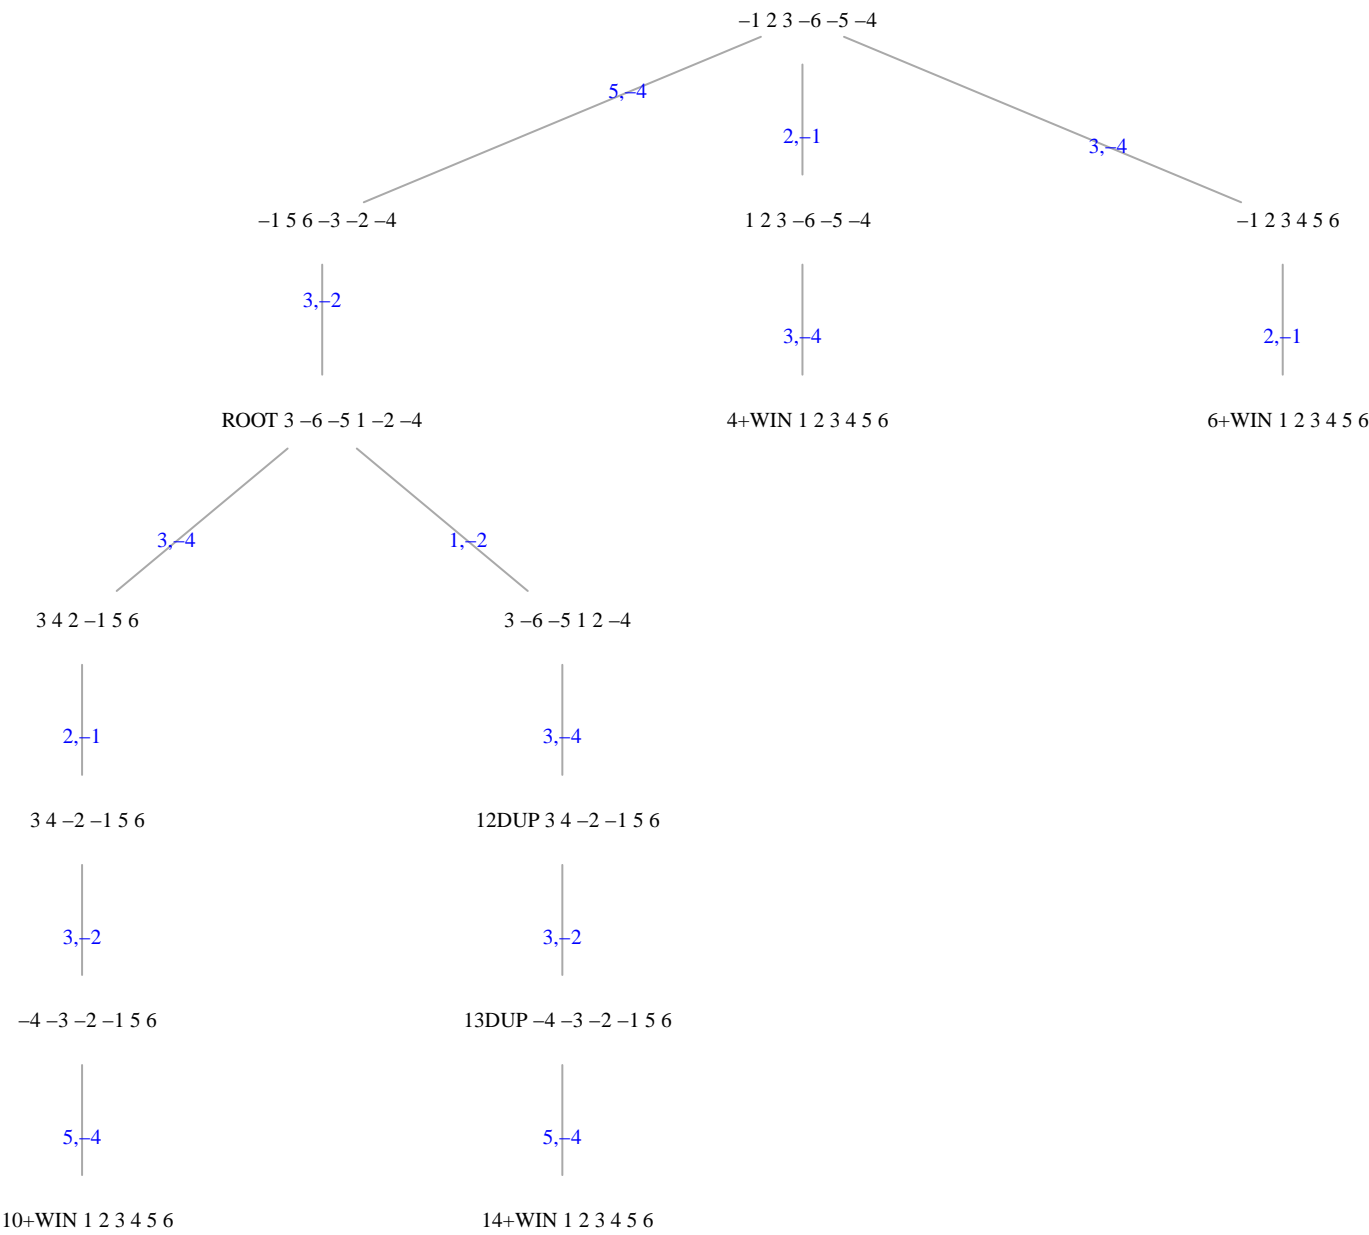 –1 2 3 –6 –5 –4
5,–4
2,–1
3,–4
–1 5 6 –3 –2 –4
1 2 3 –6 –5 –4
–1 2 3 4 5 6
3,–2
3,–4
2,–1
ROOT 3 –6 –5 1 –2 –4
4+WIN 1 2 3 4 5 6
6+WIN 1 2 3 4 5 6
3,–4
1,–2
3 4 2 –1 5 6
3 –6 –5 1 2 –4
2,–1
3,–4
3 4 –2 –1 5 6
12DUP 3 4 –2 –1 5 6
3,–2
3,–2
–4 –3 –2 –1 5 6
13DUP –4 –3 –2 –1 5 6
5,–4
5,–4
10+WIN 1 2 3 4 5 6
14+WIN 1 2 3 4 5 6